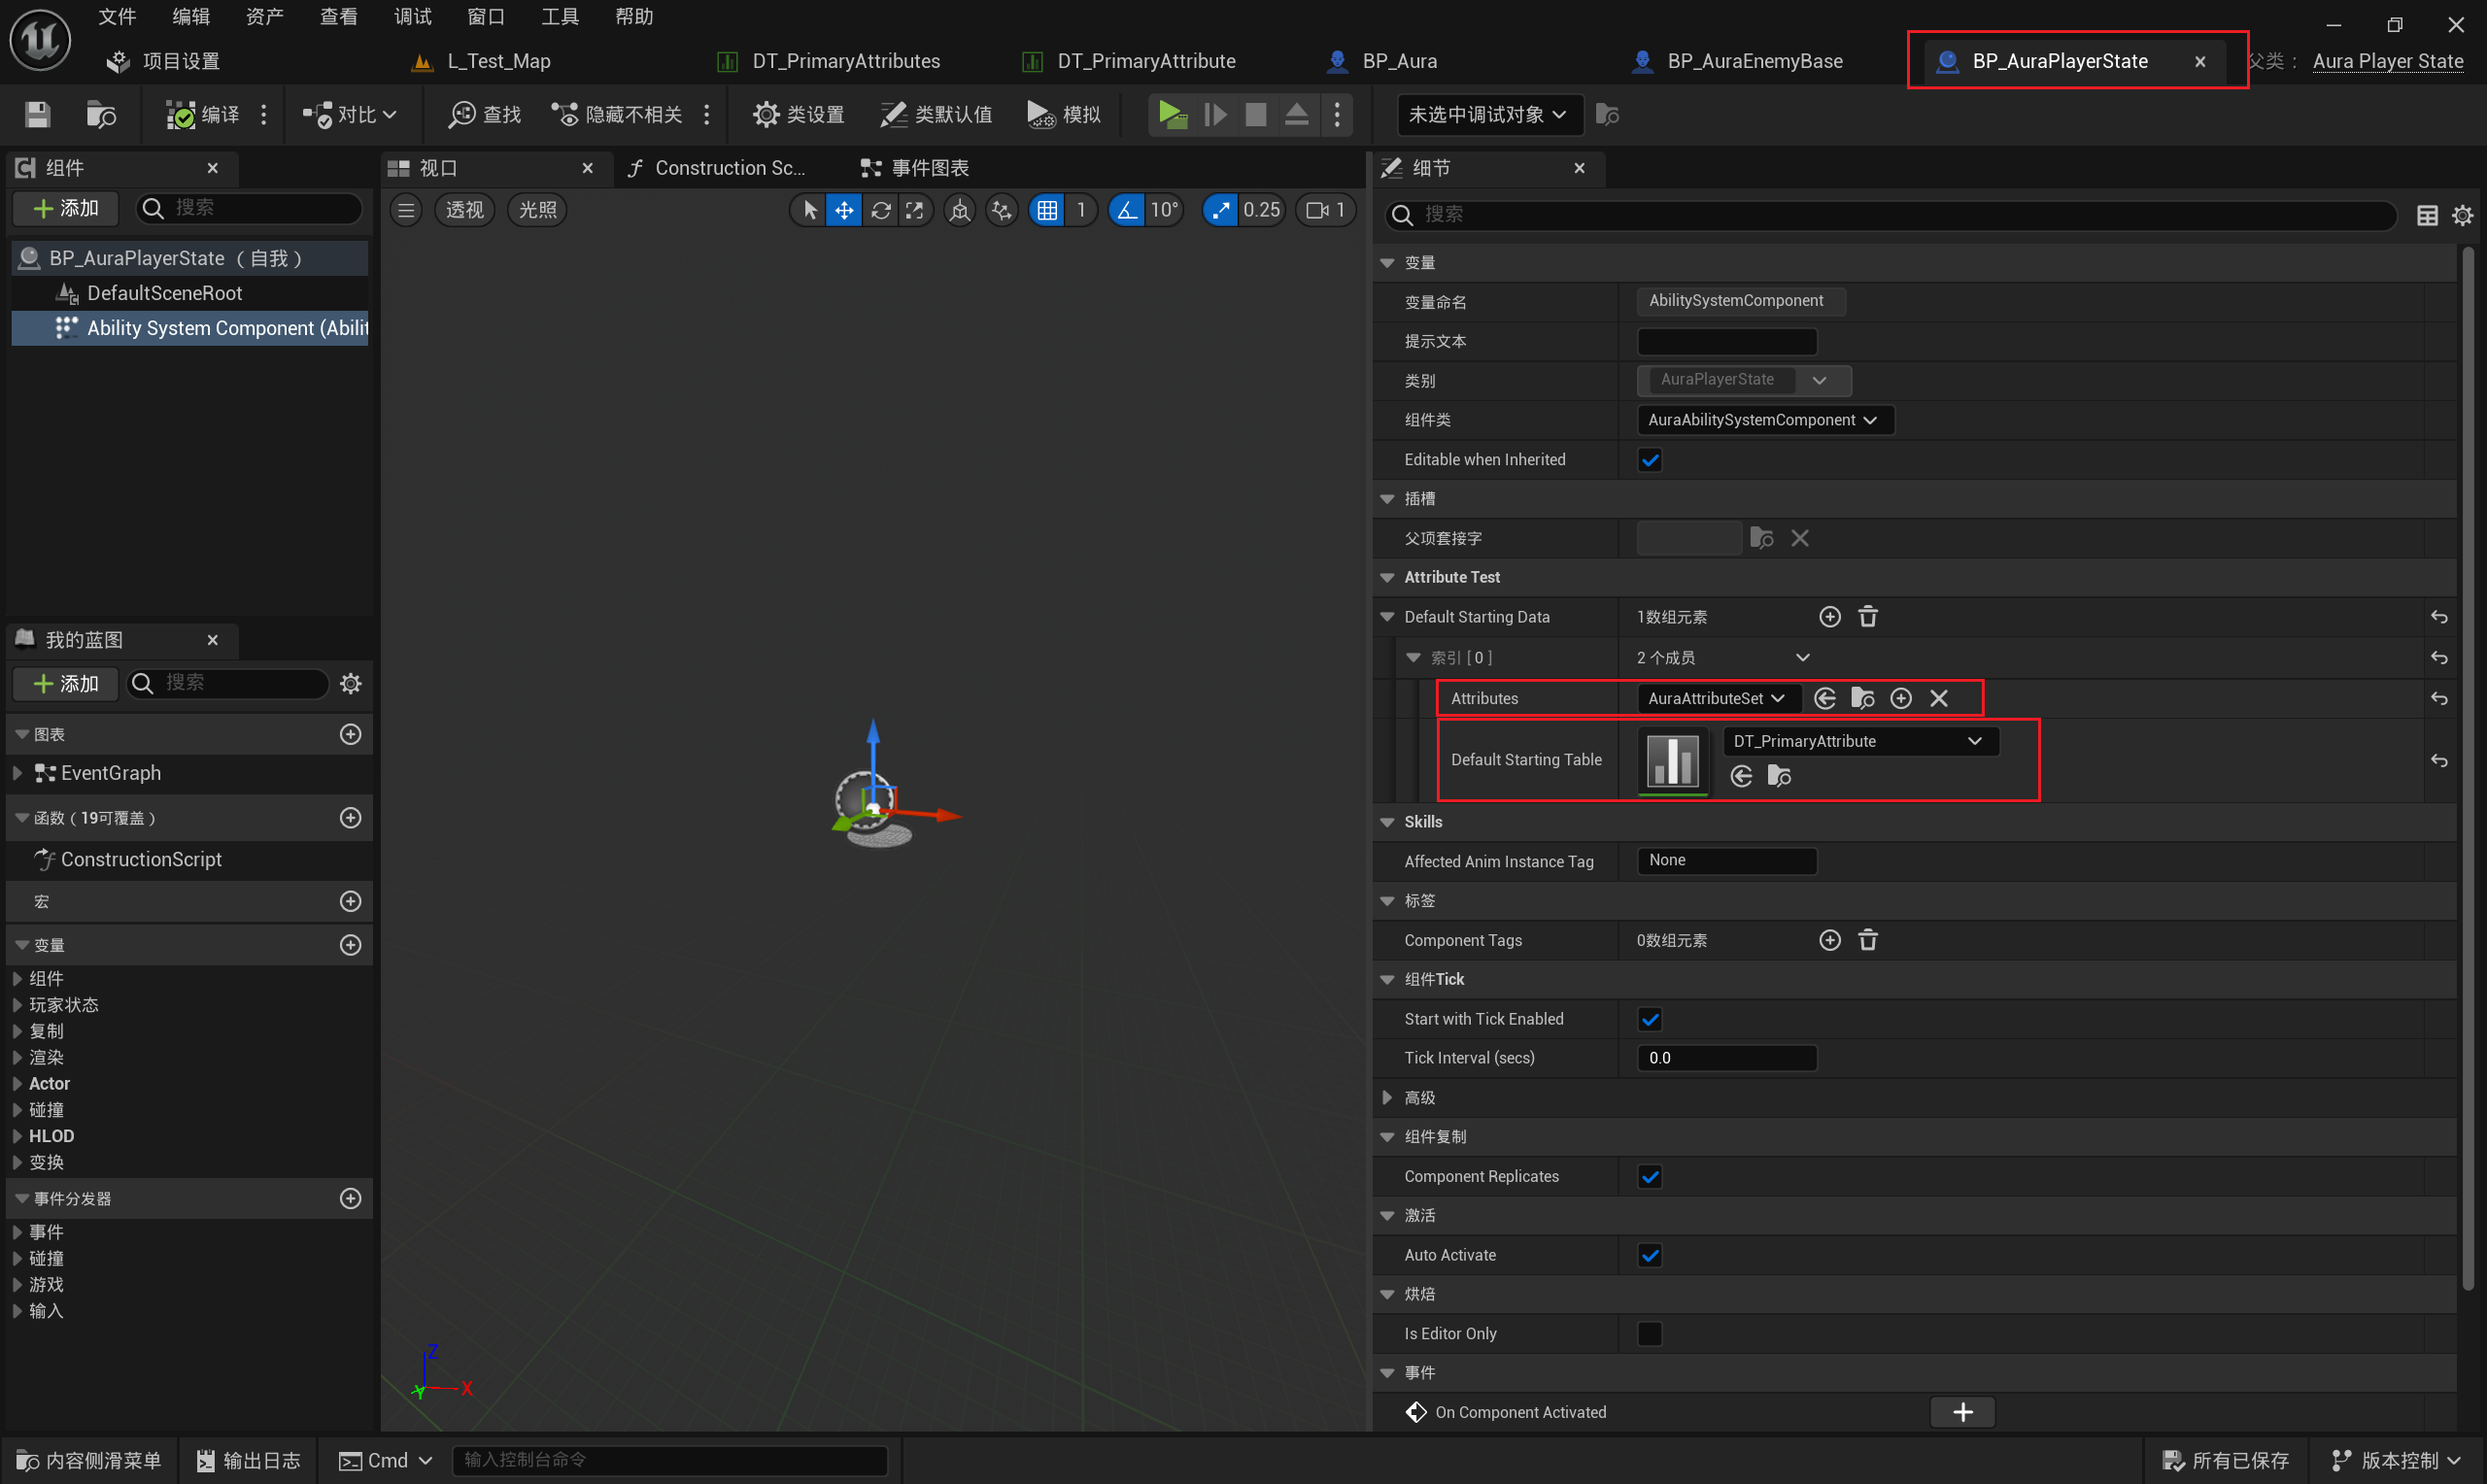 文件 编辑 资产 查看 调试 窗口 工具 帮助
项目设置 L_Test_Map DT_PrimaryAttributes DT_PrimaryAttribute BP_Aura BP_AuraEnemyBase BP_AuraPlayerState 父类： Aura Player State
编译 对比 查找 隐藏不相关 类设置 类默认值 模拟 未选中调试对象
组件
添加 搜索
BP_AuraPlayerState （自我）
DefaultSceneRoot
Ability System Component (Abilit
我的蓝图
添加 搜索
图表
EventGraph
函数（19可覆盖）
ConstructionScript
宏
变量
组件
玩家状态
复制
渲染
Actor
碰撞
HLOD
变换
事件分发器
事件
碰撞
游戏
输入
视口 Construction Sc... 事件图表
透视 光照 1 10° 0.25 1
Z
Y X
细节
搜索
变量
变量命名 AbilitySystemComponent
提示文本
类别 AuraPlayerState
组件类 AuraAbilitySystemComponent
Editable when Inherited
插槽
父项套接字
Attribute Test
Default Starting Data 1数组元素
索引 [ 0 ] 2 个成员
Attributes AuraAttributeSet
Default Starting Table DT_PrimaryAttribute
Skills
Affected Anim Instance Tag None
标签
Component Tags 0数组元素
组件Tick
Start with Tick Enabled
Tick Interval (secs) 0.0
高级
组件复制
Component Replicates
激活
Auto Activate
烘焙
Is Editor Only
事件
On Component Activated
内容侧滑菜单 输出日志 Cmd 输入控制台命令 所有已保存 版本控制